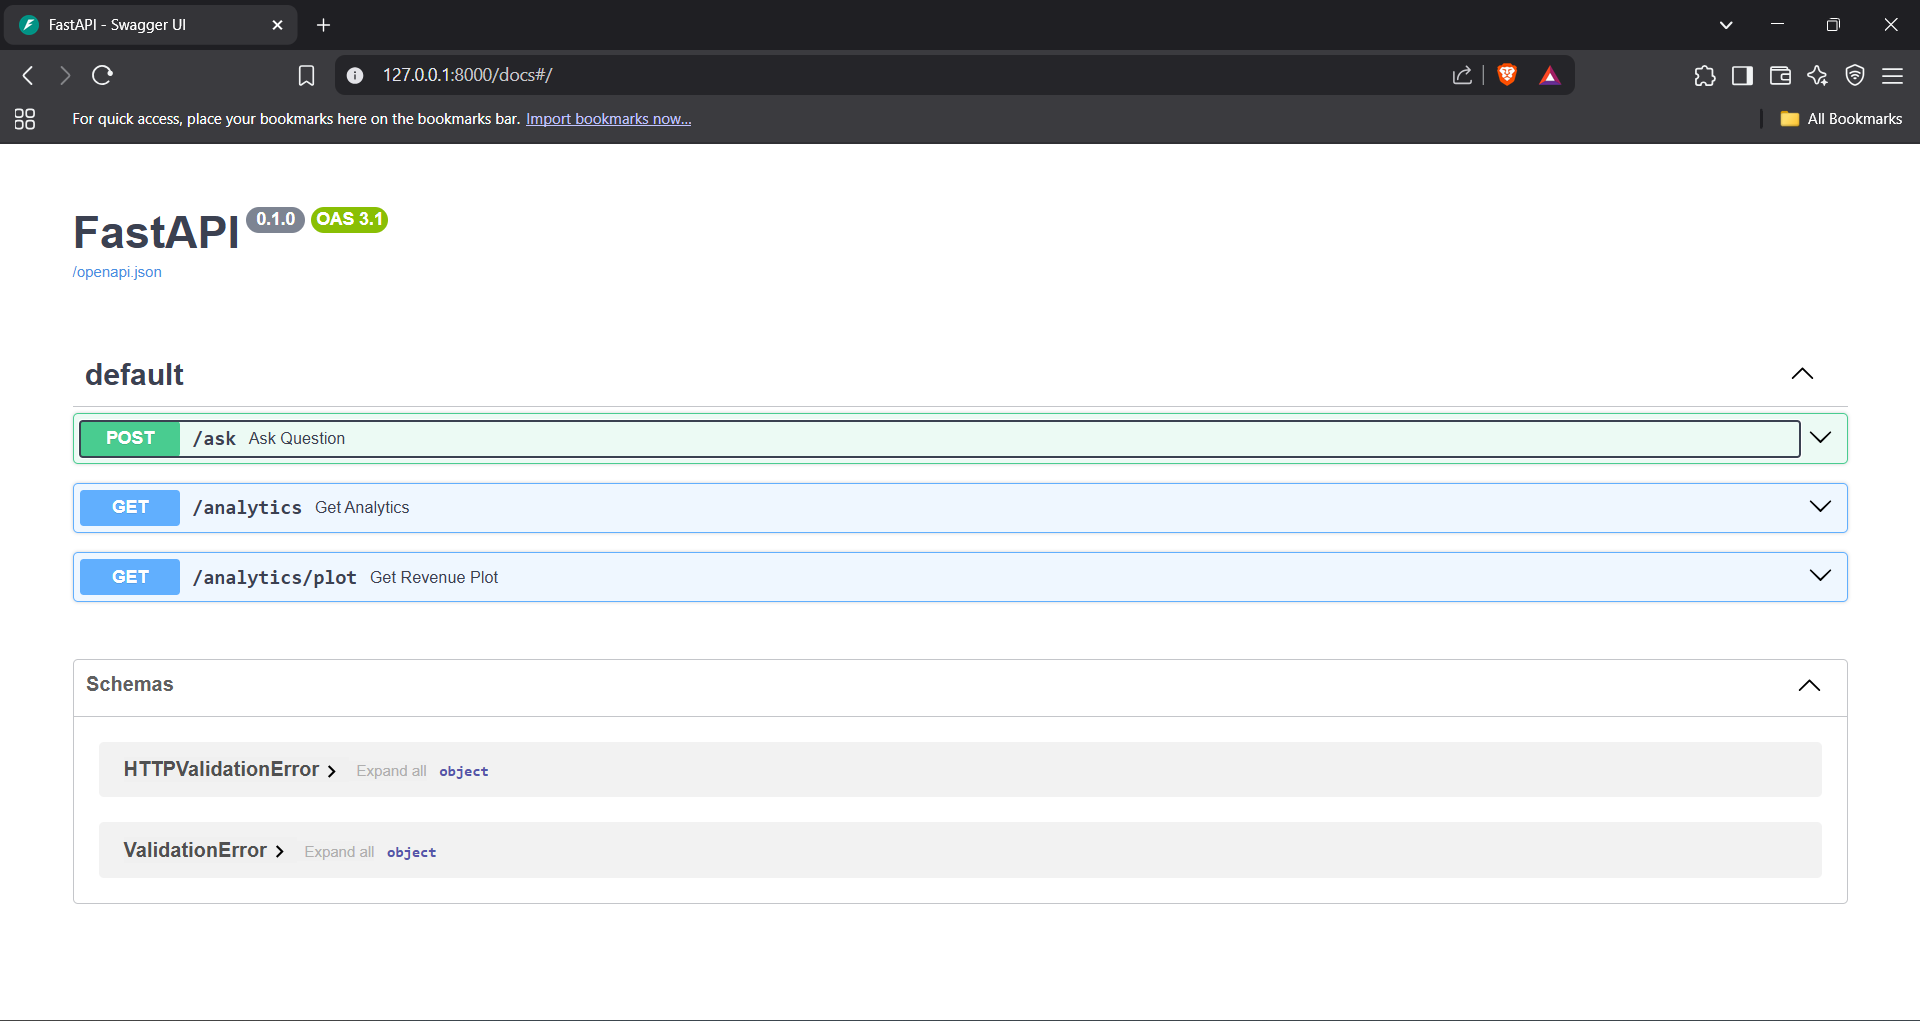 FastAPI - Swagger UI
127.0.0.1:8000/docs#/
For quick access, place your bookmarks here on the bookmarks bar. Import bookmarks now...
All Bookmarks
FastAPI 0.1.0 OAS 3.1
/openapi.json
default
POST /ask Ask Question
GET /analytics Get Analytics
GET /analytics/plot Get Revenue Plot
Schemas
HTTPValidationError Expand all object
ValidationError Expand all object